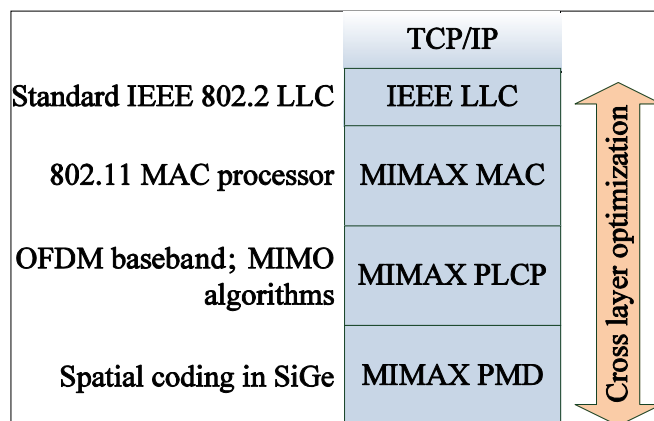 TCP/IP
Standard IEEE 802.2 LLC
IEEE LLC
802.11 MAC processor
MIMAX MAC
OFDM baseband; MIMO
algorithms
MIMAX PLCP
Spatial coding in SiGe
MIMAX PMD
Cross layer optimization